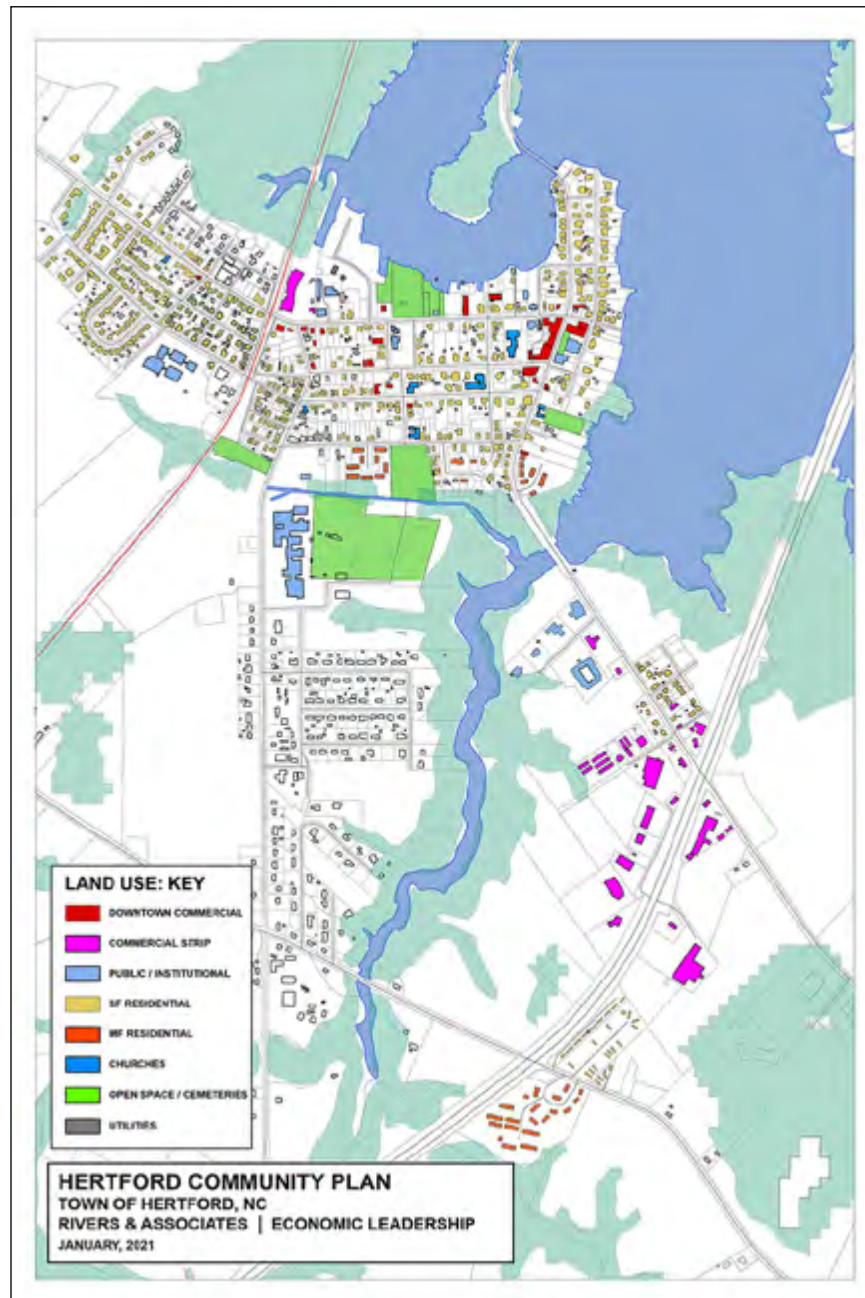 LAND USE: KEY
DOWNTOWN COMMERCIAL
COMMERCIAL STRIP
PUBLIC / INSTITUTIONAL
SF RESIDENTIAL
MF RESIDENTIAL
CHURCHES
OPEN SPACE / CEMETERIES
UTILITIES
HERTFORD COMMUNITY PLAN
TOWN OF HERTFORD, NC
RIVERS & ASSOCIATES | ECONOMIC LEADERSHIP
JANUARY, 2021